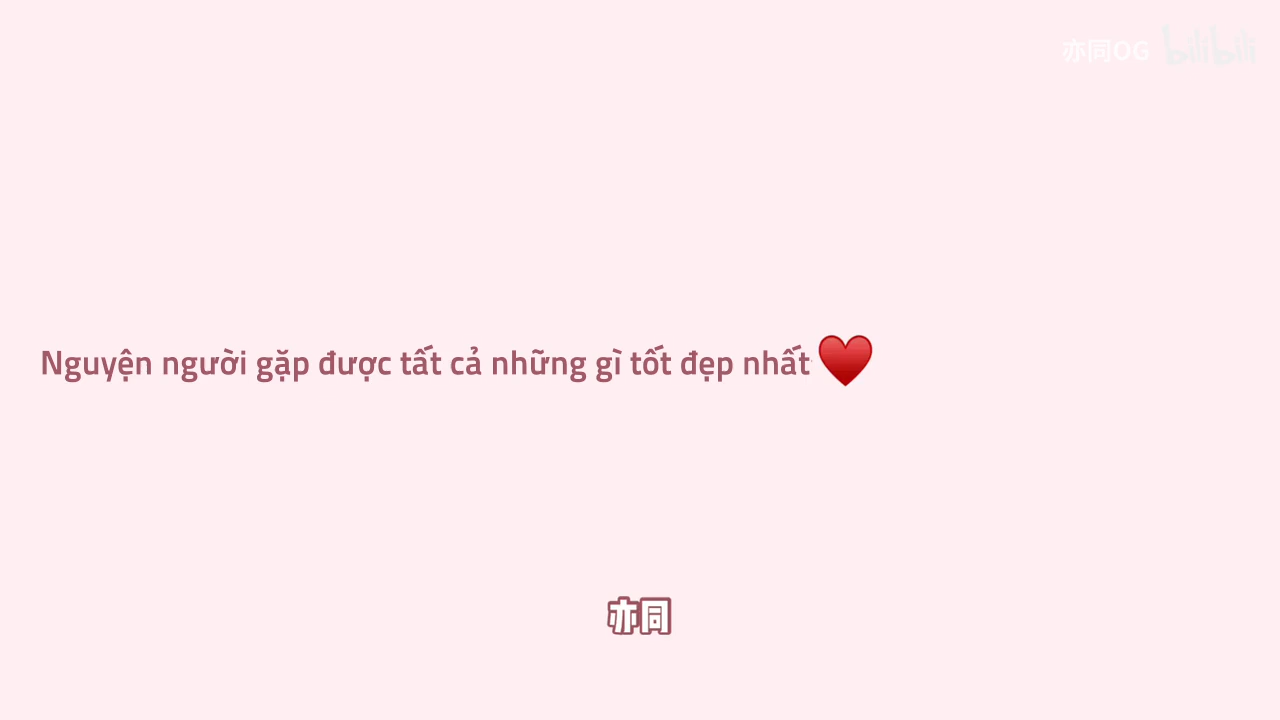 亦同OG bilibili
Nguyện người gặp được tất cả những gì tốt đẹp nhất♥️
亦同